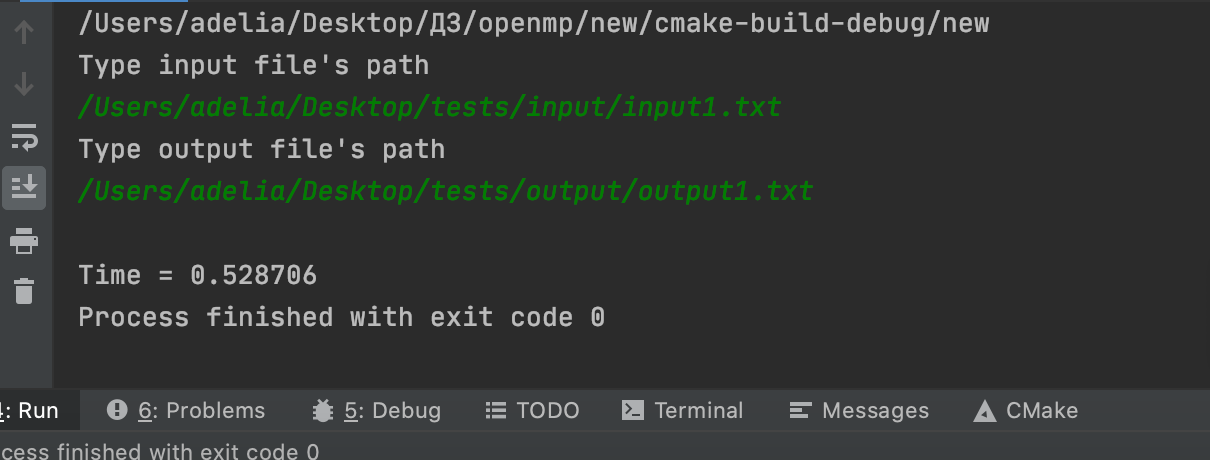 /Users/adelia/Desktop/ДЗ/openmp/new/cmake-build-debug/new
Type input file's path
/Users/adelia/Desktop/tests/input/input1.txt
Type output file's path
/Users/adelia/Desktop/tests/output/output1.txt
Time = 0.528706
Process finished with exit code 0
: Run 6: Problems 5: Debug TODO Terminal Messages CMake
cess finished with exit code 0